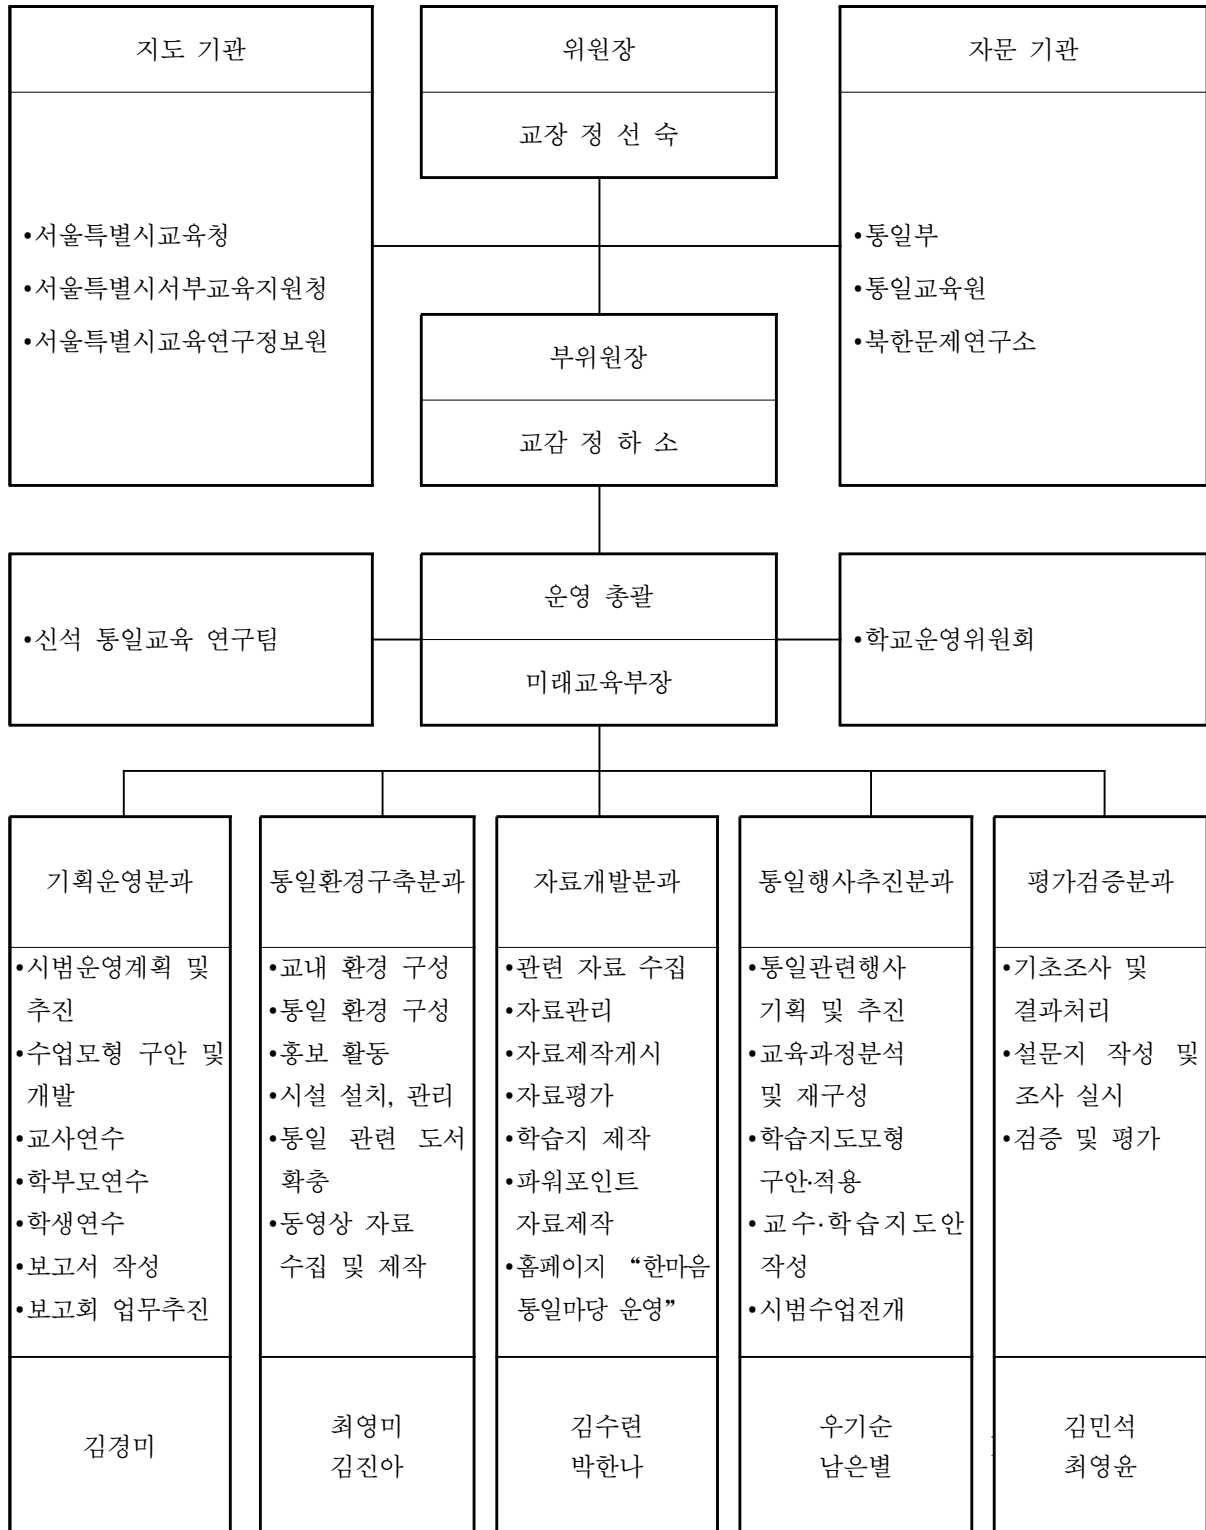 지도 기관
•서울특별시교육청
•서울특별시서부교육지원청
•서울특별시교육연구정보원
위원장
교장 정 선 숙
자문 기관
•통일부
•통일교육원
•북한문제연구소
부위원장
교감 정 하 소
•신석 통일교육 연구팀
운영 총괄
미래교육부장
•학교운영위원회
기획운영분과
•시범운영계획 및
추진
•수업모형 구안 및
개발
•교사연수
•학부모연수
•학생연수
•보고서 작성
•보고회 업무추진
김경미
통일환경구축분과
•교내 환경 구성
•통일 환경 구성
•홍보 활동
•시설 설치, 관리
•통일 관련 도서
확충
•동영상 자료
수집 및 제작
최영미
김진아
자료개발분과
•관련 자료 수집
•자료관리
•자료제작게시
•자료평가
•학습지 제작
•파워포인트
자료제작
•홈페이지 “한마음
통일마당 운영”
김수련
박한나
통일행사추진분과
•통일관련행사
기획 및 추진
•교육과정분석
및 재구성
•학습지도모형
구안·적용
•교수·학습지도안
작성
•시범수업전개
우기순
남은별
평가검증분과
•기초조사 및
결과처리
•설문지 작성 및
조사 실시
•검증 및 평가
김민석
최영윤